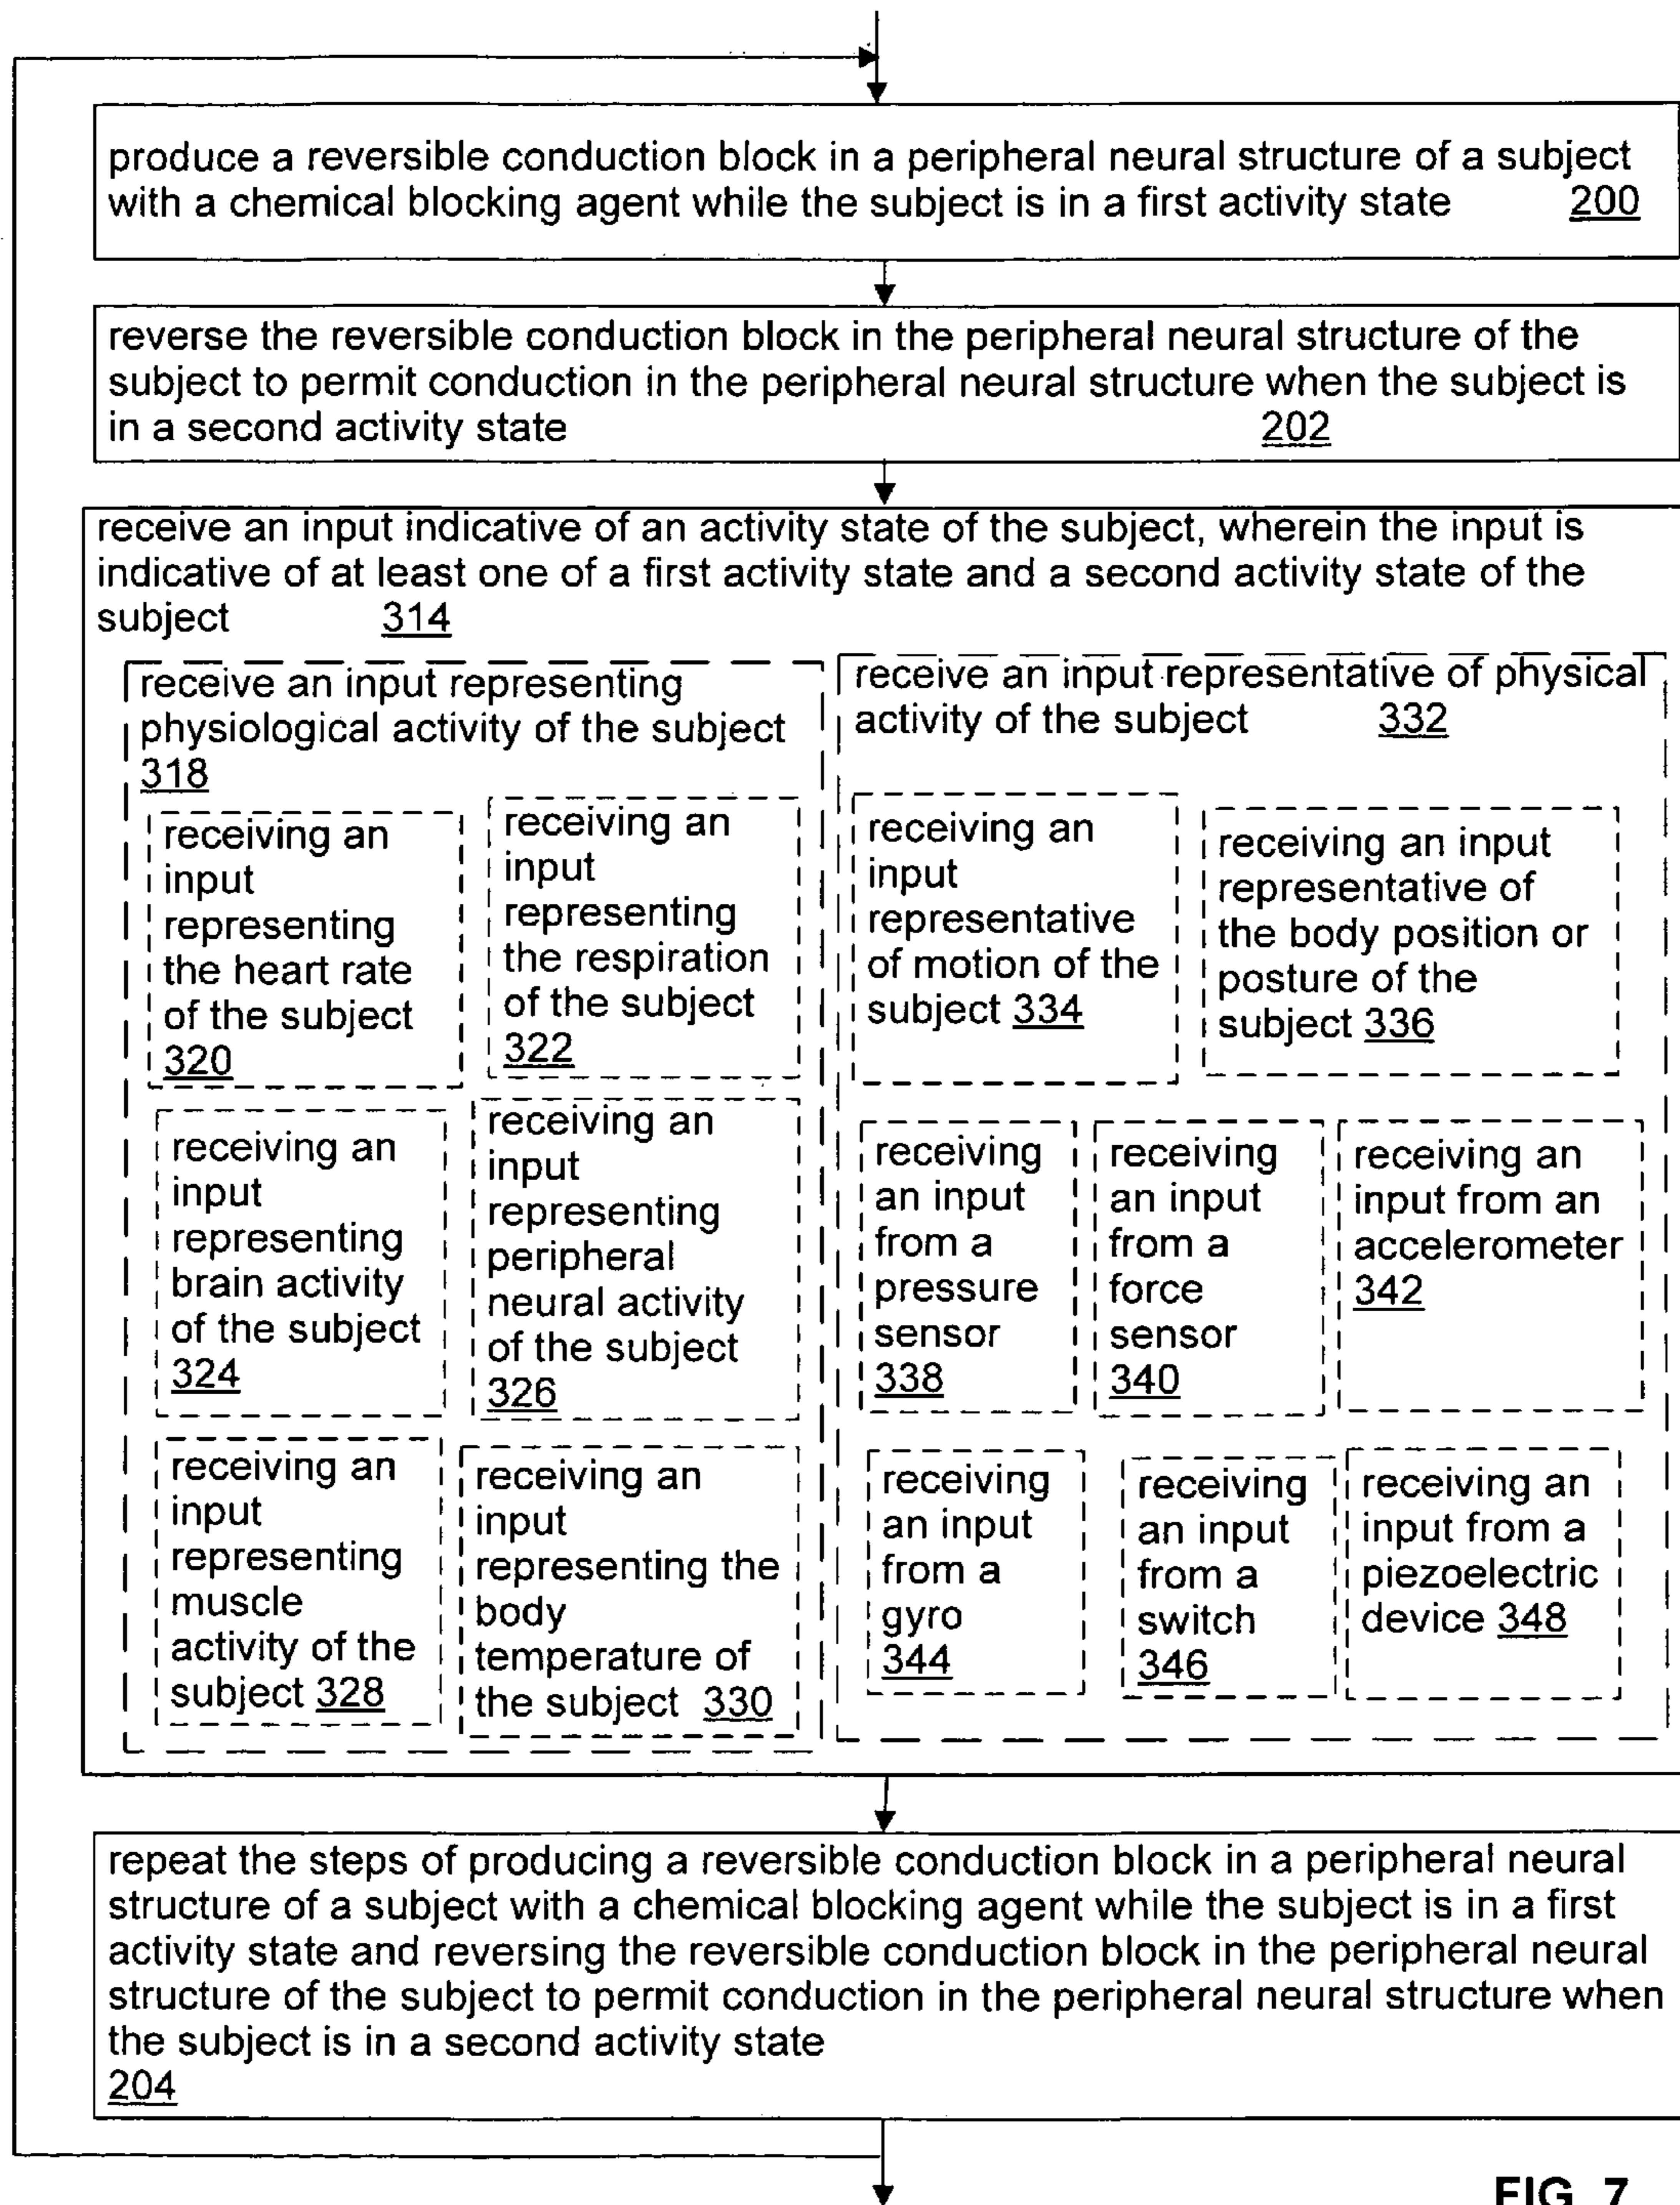 produce a reversible conduction block in a peripheral neural structure of a subject
with a chemical blocking agent while the subject is in a first activity state 200
reverse the reversible conduction block in the peripheral neural structure of the
subject to permit conduction in the peripheral neural structure when the subject is
in a second activity state 202
receive an input indicative of an activity state of the subject, wherein the input is
indicative of at least one of a first activity state and a second activity state of the
subject 314
receive an input representing
physiological activity of the subject
318
receiving an
input
representing
the heart rate
of the subject
320
receiving an
input
representing
the respiration
of the subject
322
receiving an
input
representing
brain activity
of the subject
324
receiving an
input
representing
peripheral
neural activity
of the subject
326
receiving an
input
representing
muscle
activity of the
subject 328
receiving an
input
representing the
body
temperature of
the subject 330
receive an input representative of physical
activity of the subject 332
receiving an
input
representative
of motion of the
subject 334
receiving an input
representative of
the body position or
posture of the
subject 336
receiving
an input
from a
pressure
sensor
338
receiving
an input
from a
force
sensor
340
receiving an
input from an
accelerometer
342
receiving
an input
from a
gyro
344
receiving
an input
from a
switch
346
receiving an
input from a
piezoelectric
device 348
repeat the steps of producing a reversible conduction block in a peripheral neural
structure of a subject with a chemical blocking agent while the subject is in a first
activity state and reversing the reversible conduction block in the peripheral neural
structure of the subject to permit conduction in the peripheral neural structure when
the subject is in a second activity state
204
FIG. 7